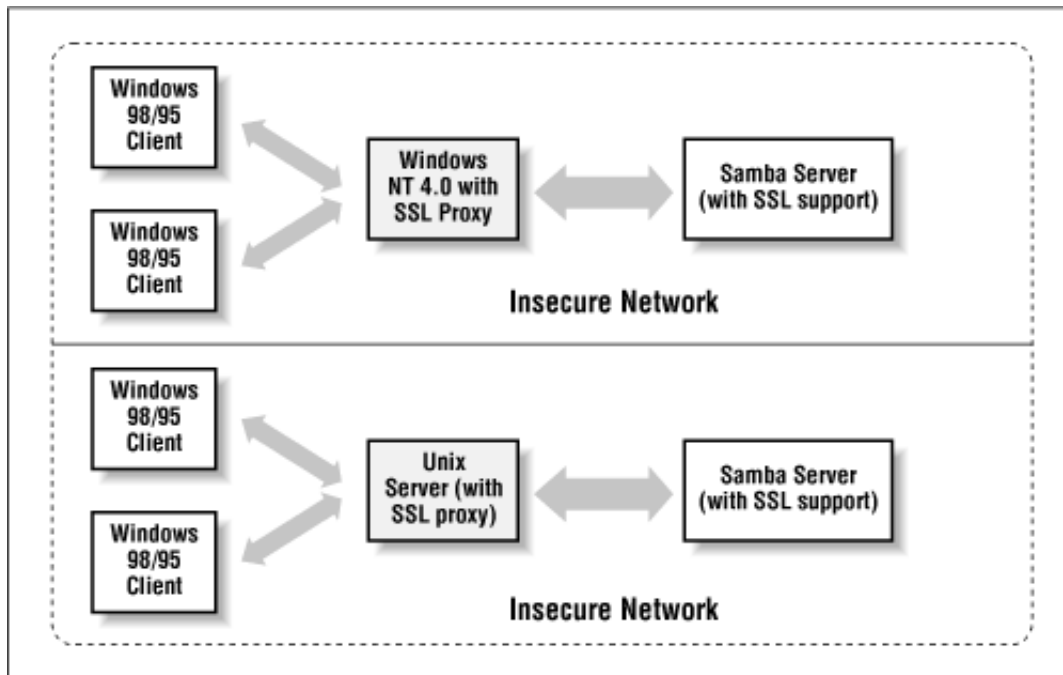 Windows
98/95
Client
Windows
98/95
Client
Windows
NT 4.0 with
SSL Proxy
Samba Server
(with SSL support)
Insecure Network
Windows
98/95
Client
Windows
98/95
Client
Unix
Server (with
SSL proxy)
Samba Server
(with SSL support)
Insecure Network